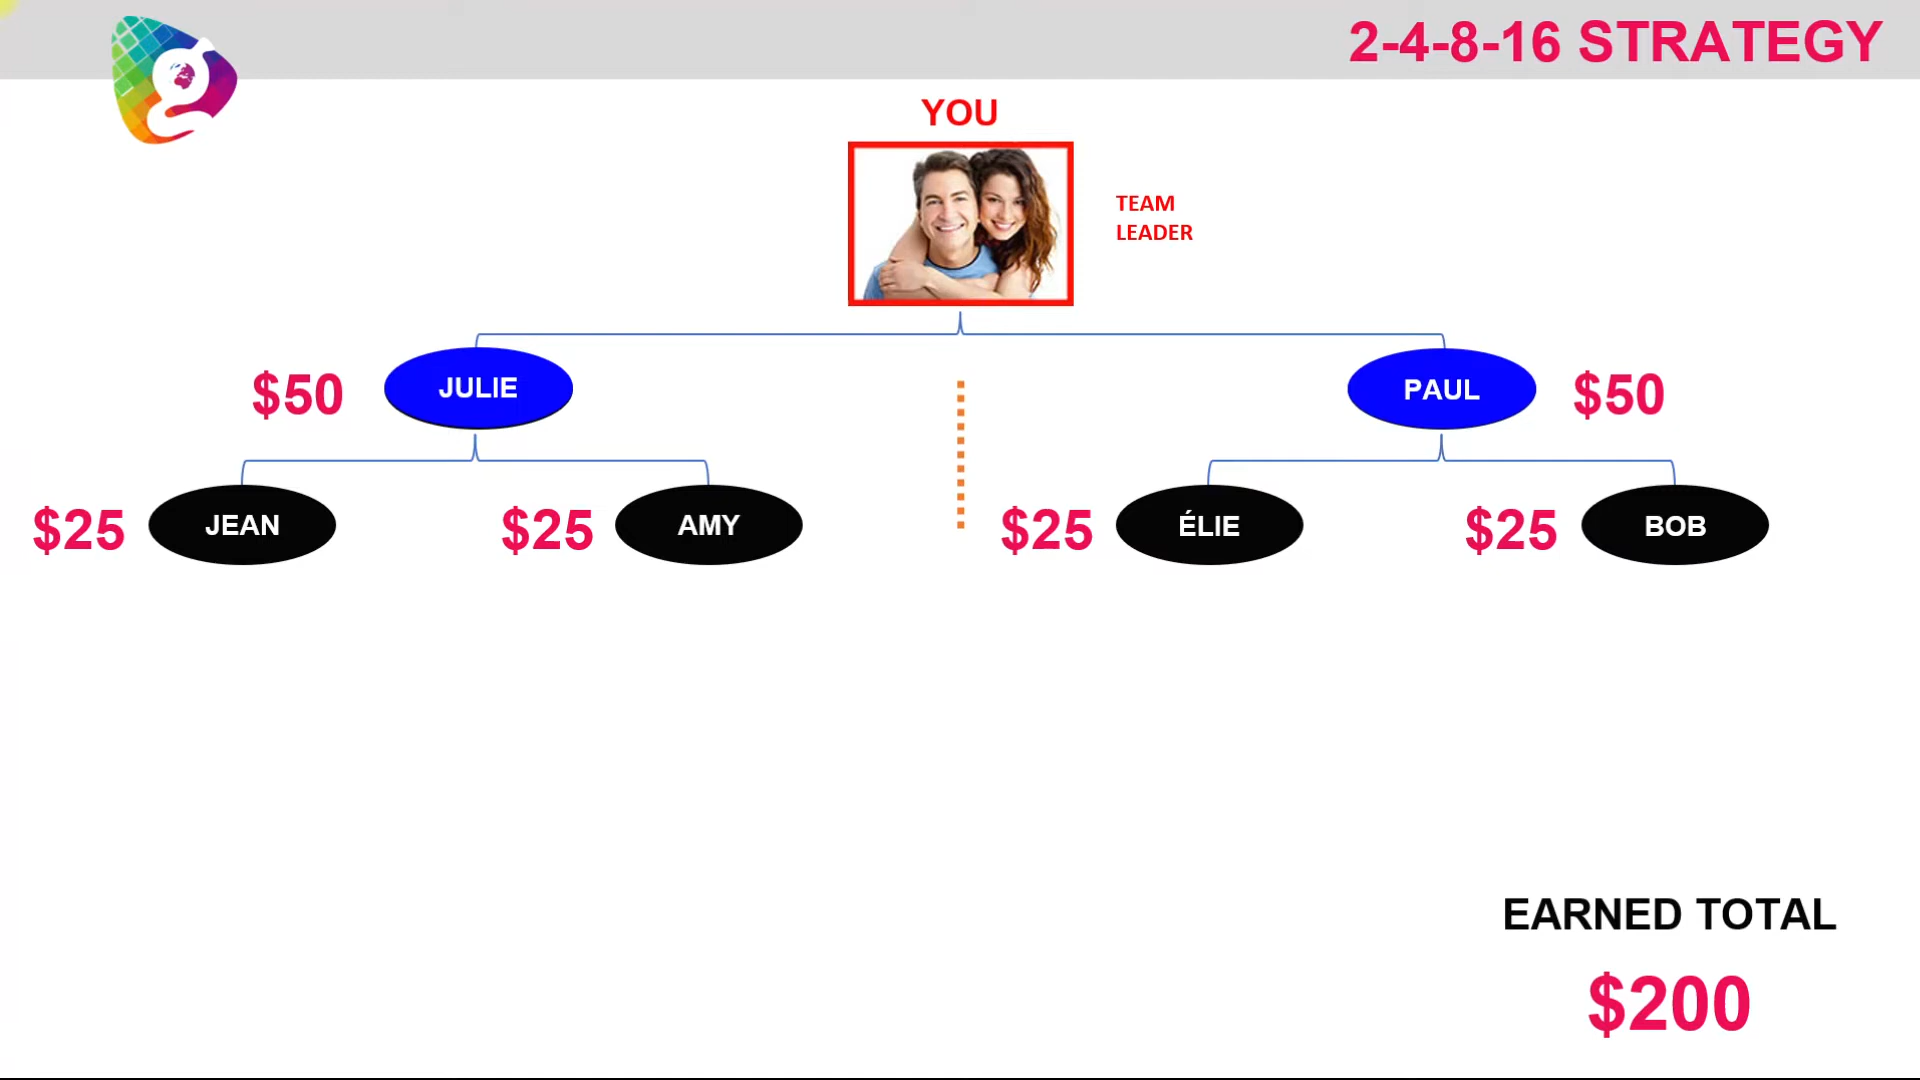 2-4-8-16 STRATEGY
YOU
TEAM
LEADER
$50 JULIE
PAUL $50
$25 JEAN
$25 AMY
$25 ÉLIE
$25 BOB
EARNED TOTAL
$200